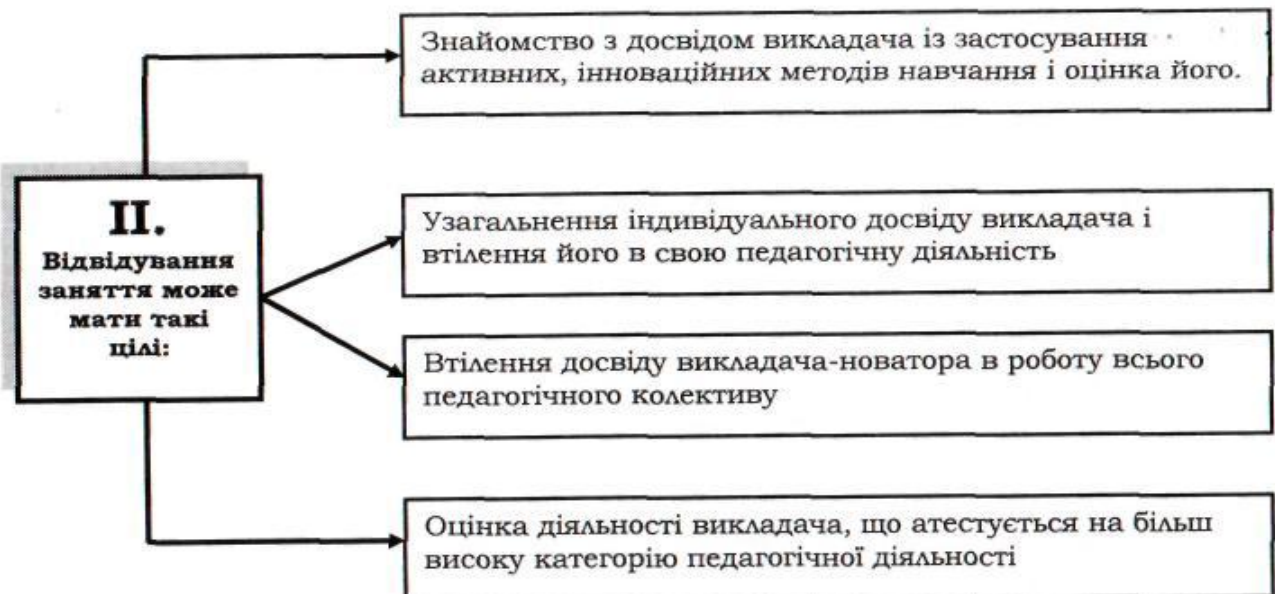 Знайомство з досвідом викладача із застосування
активних, інноваційних методів навчання і оцінка його.
II.
Відвідування
заняття може
мати такі
цілі:
Узагальнення індивідуального досвіду викладача і
втілення його в свою педагогічну діяльність
Втілення досвіду викладача-новатора в роботу всього
педагогічного колективу
Оцінка діяльності викладача, що атестується на більш
високу категорію педагогічної діяльності